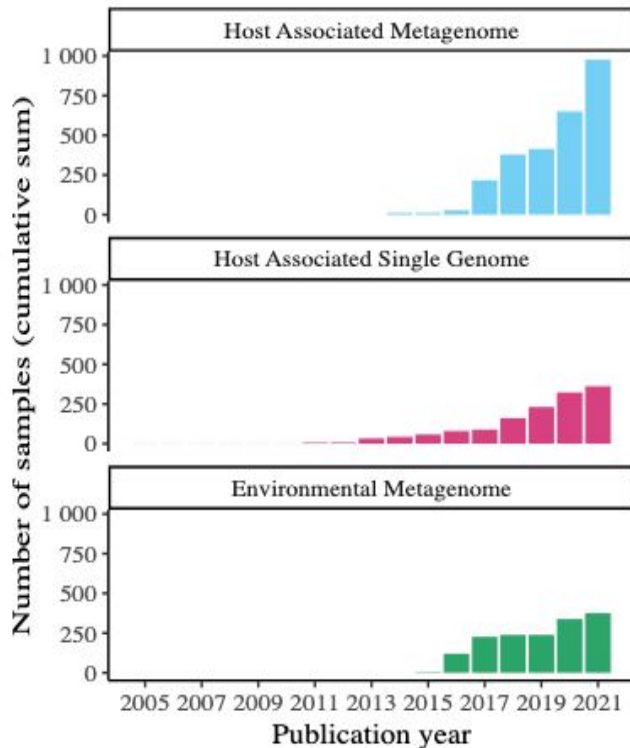 Host Associated Metagenome
1 000
750
500
250
0
Host Associated Single Genome
1 000
750
500
250
0
Environmental Metagenome
1 000
750
500
250
0
Number of samples (cumulative sum)
2005 2007 2009 2011 2013 2015 2017 2019 2021
Publication year